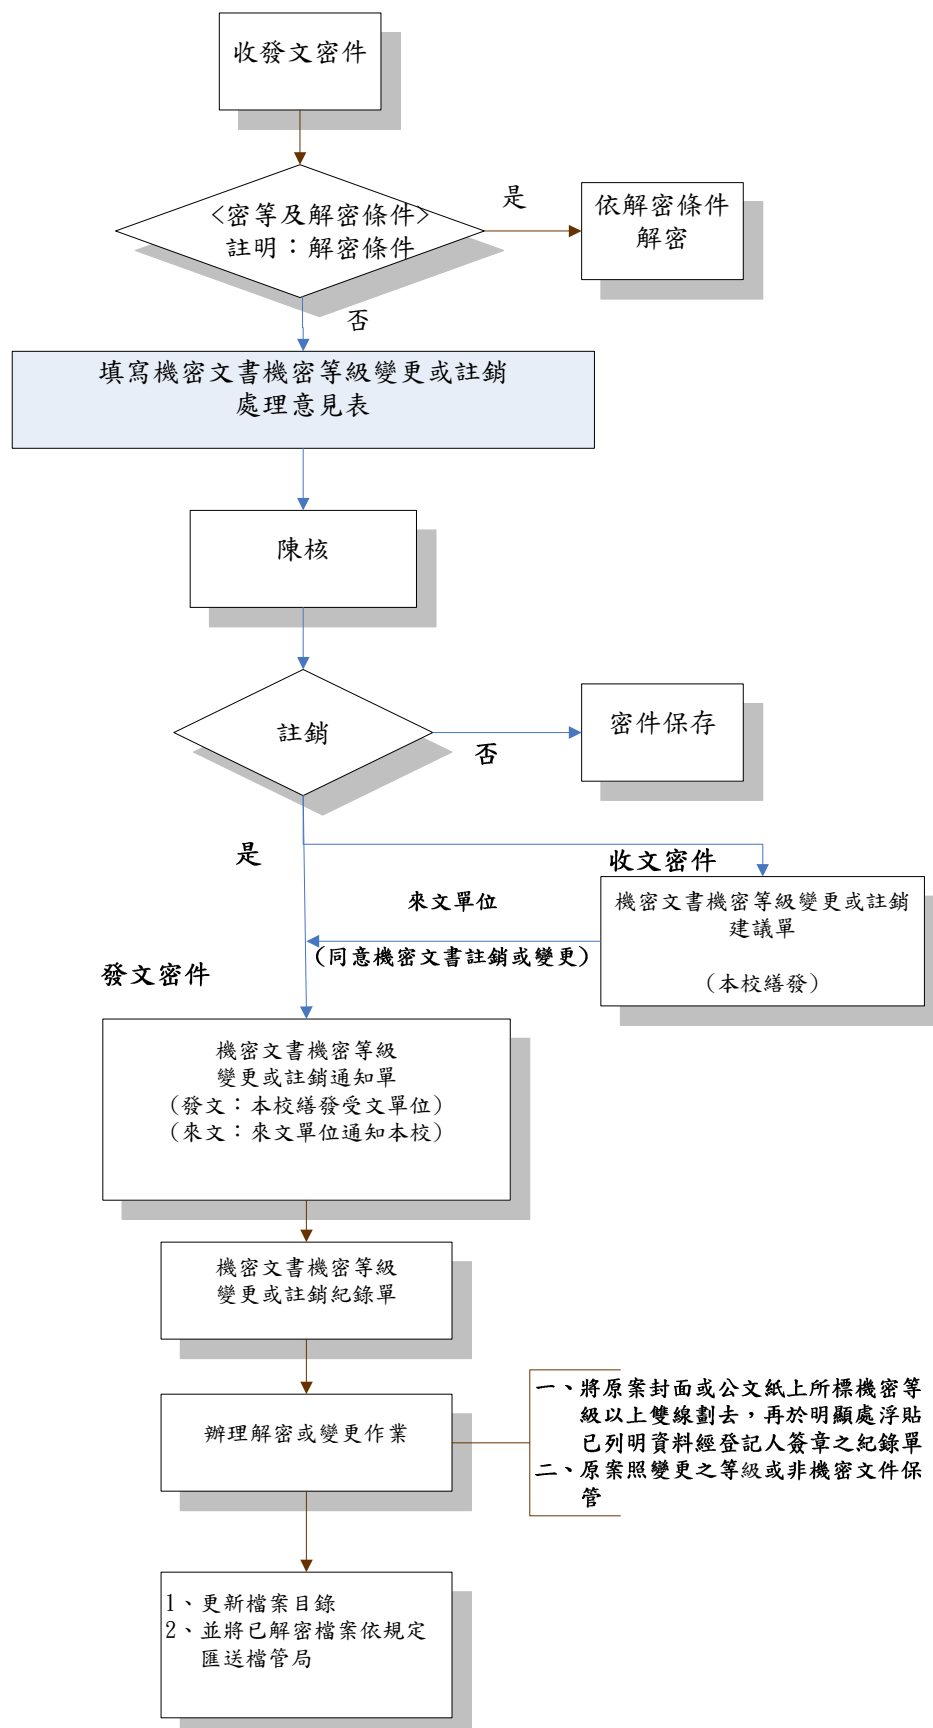 收發文密件
<密等及解密條件>
註明：解密條件
是
依解密條件
解密
否
填寫機密文書機密等級變更或註銷
處理意見表
陳核
註銷
否
密件保存
是
收文密件
機密文書機密等級變更或註銷
建議單
（本校繕發）
來文單位
（同意機密文書註銷或變更）
發文密件
機密文書機密等級
變更或註銷通知單
（發文：本校繕發受文單位）
（來文：來文單位通知本校）
機密文書機密等級
變更或註銷紀錄單
辦理解密或變更作業
一、將原案封面或公文紙上所標機密等
級以上雙線劃去，再於明顯處浮貼
已列明資料經登記人簽章之紀錄單
二、原案照變更之等級或非機密文件保
管
1、更新檔案目錄
2、並將已解密檔案依規定
匯送檔管局